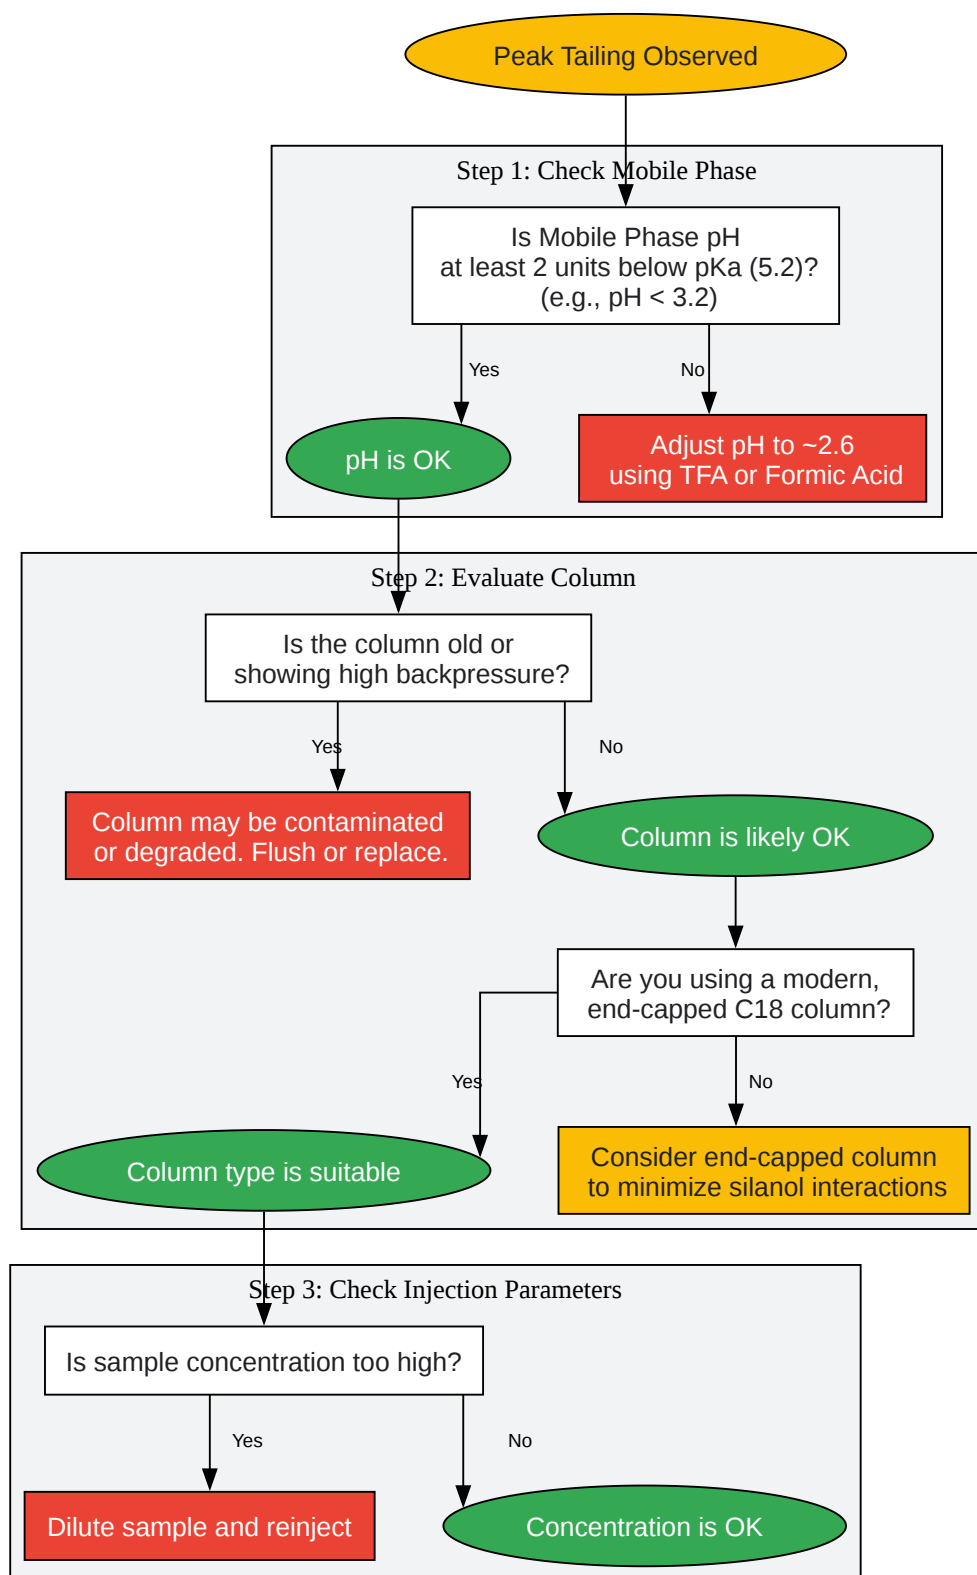 Peak Tailing Observed
Step 1: Check Mobile Phase
Is Mobile Phase pH
at least 2 units below pKa (5.2)?
(e.g., pH < 3.2)
Yes
No
pH is OK
Adjust pH to ~2.6
using TFA or Formic Acid
Step 2: Evaluate Column
Is the column old or
showing high backpressure?
Yes
No
Column may be contaminated
or degraded. Flush or replace.
Column is likely OK
Are you using a modern,
end-capped C18 column?
Yes
No
Column type is suitable
Consider end-capped column
to minimize silanol interactions
Step 3: Check Injection Parameters
Is sample concentration too high?
Yes
No
Dilute sample and reinject
Concentration is OK